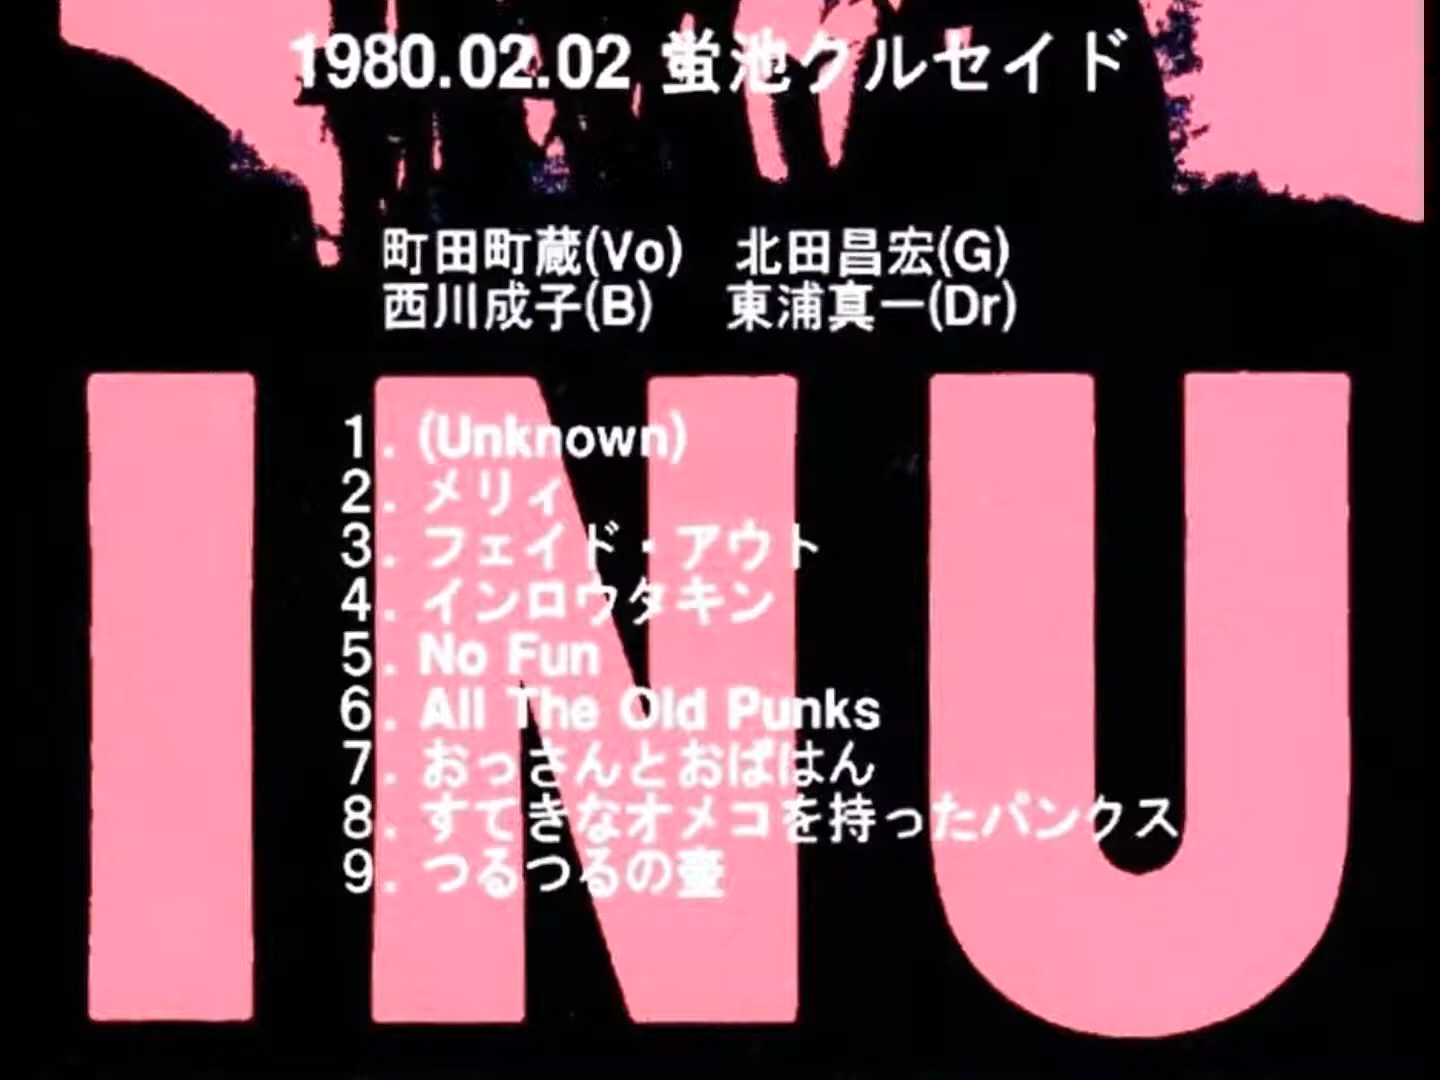 1980.02.02 蛍池クルセイド
町田町蔵(Vo) 北田昌宏(G)
西川成子(B) 東浦真一(Dr)
INU
1. (Unknown)
2. メリィ
3. フェイド・アウト
4. インロウタキン
5. No Fun
6. All The Old Punks
7. おっさんとおばはん
8. すてきなオメコを持ったパンクス
9. つるつるの壺